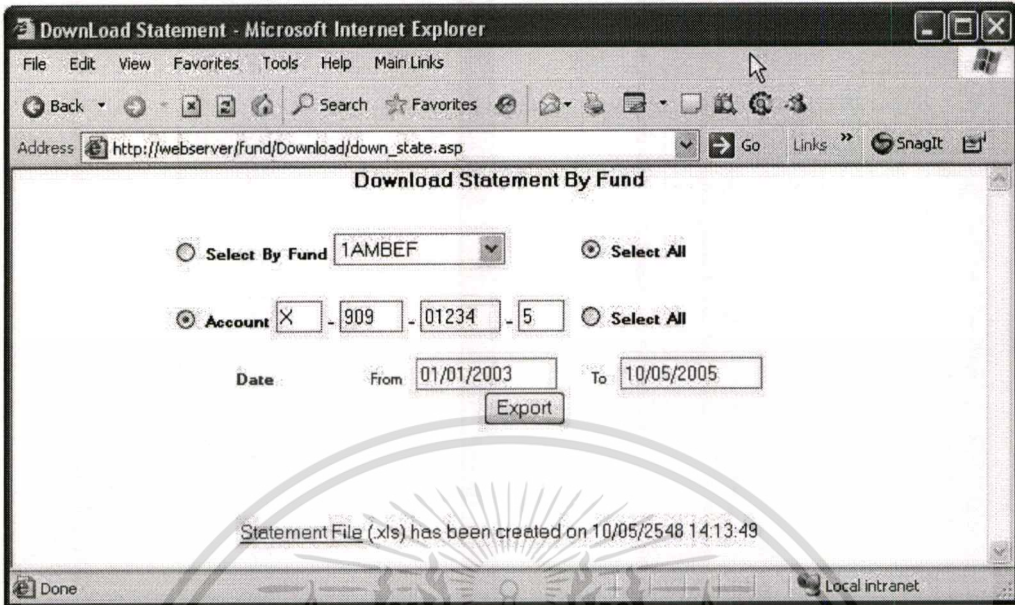 DownLoad Statement - Microsoft Internet Explorer
File Edit View Favorites Tools Help Main Links
Back Search Favorites
Address http://webserver/fund/Download/down_state.asp Go Links » SnagIt
Download Statement By Fund
Select By Fund 1AMBEF Select All
Account X - 909 - 01234 - 5 Select All
Date From 01/01/2003 To 10/05/2005
Export
Statement File (.xls) has been created on 10/05/2548 14:13:49
Done Local intranet